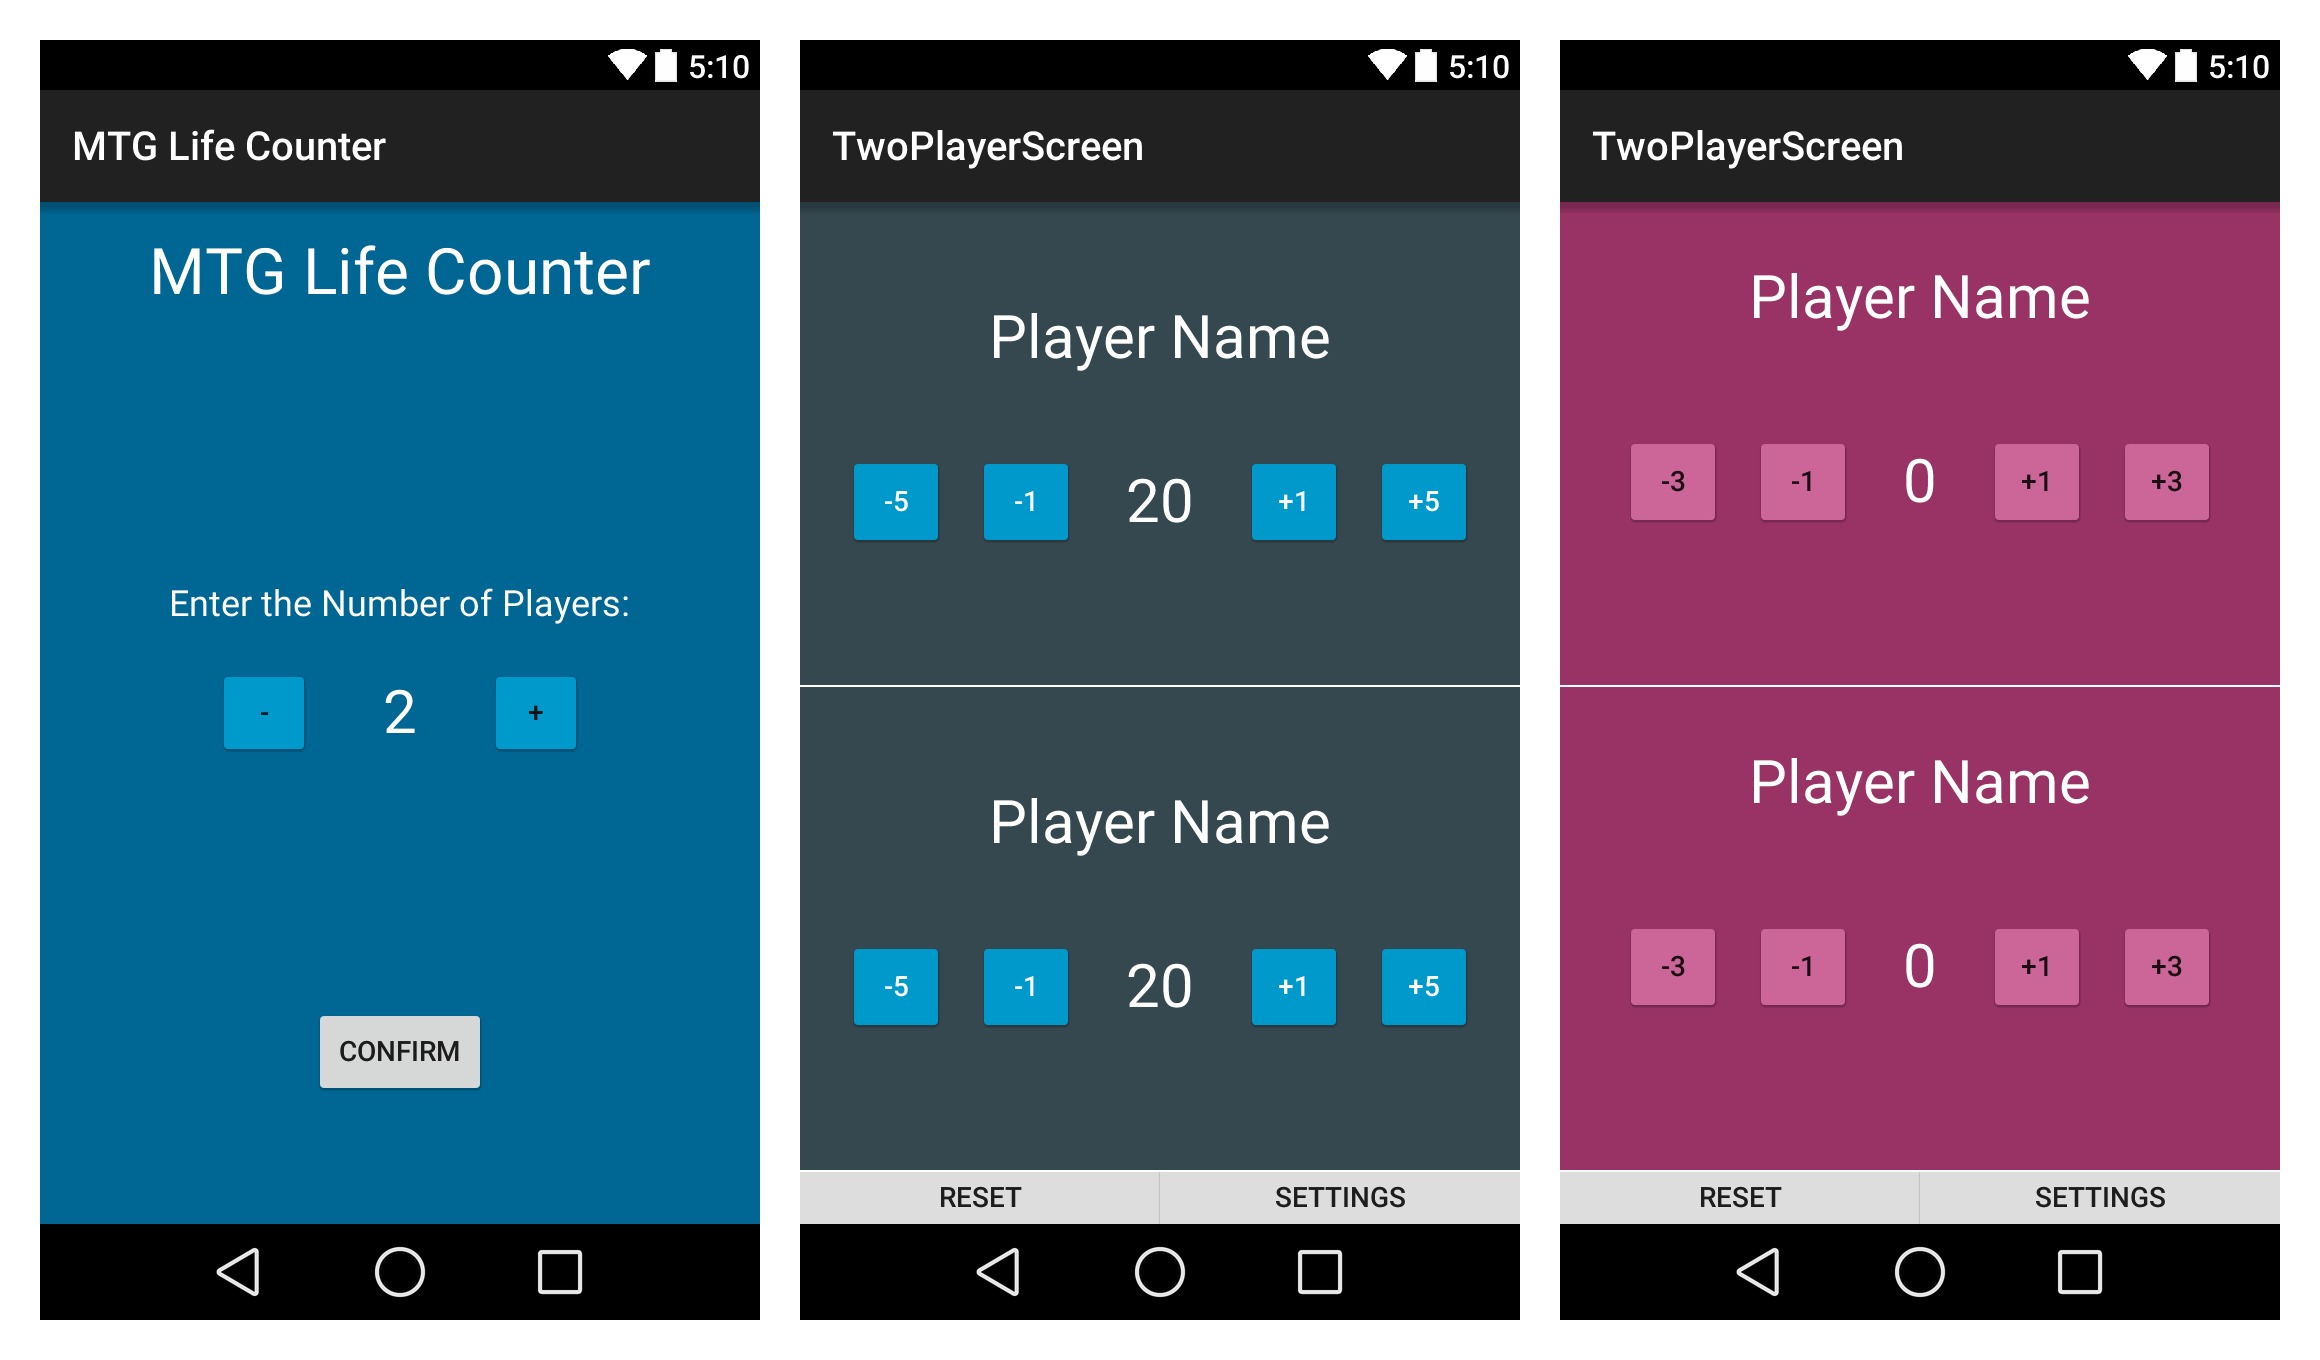 5:10
MTG Life Counter
MTG Life Counter
Enter the Number of Players:
- 2 +
CONFIRM
5:10
TwoPlayerScreen
Player Name
-5 -1 20 +1 +5
Player Name
-5 -1 20 +1 +5
RESET SETTINGS
5:10
TwoPlayerScreen
Player Name
-3 -1 0 +1 +3
Player Name
-3 -1 0 +1 +3
RESET SETTINGS